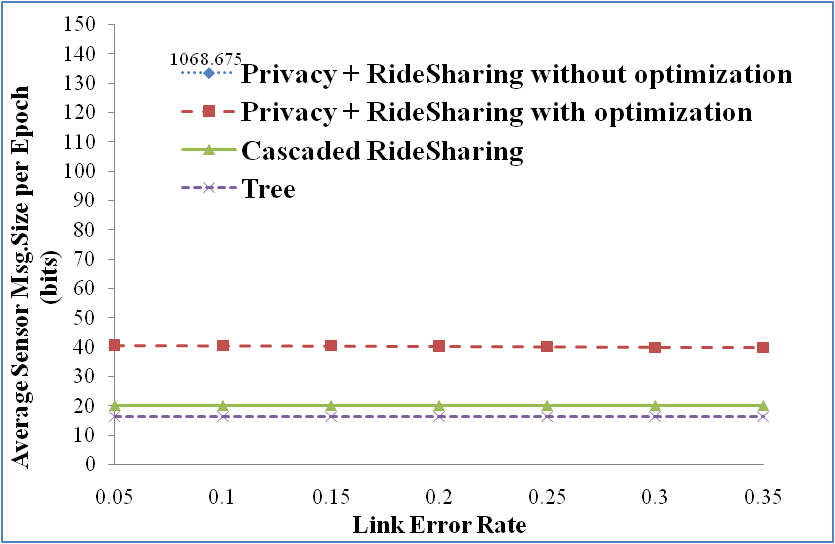 150
140
130
120
110
100
90
80
70
60
50
40
30
20
10
0
Average Sensor Msg.Size per Epoch
(bits)
1068.675
Privacy + RideSharing without optimization
Privacy + RideSharing with optimization
Cascaded RideSharing
Tree
0.05 0.1 0.15 0.2 0.25 0.3 0.35
Link Error Rate